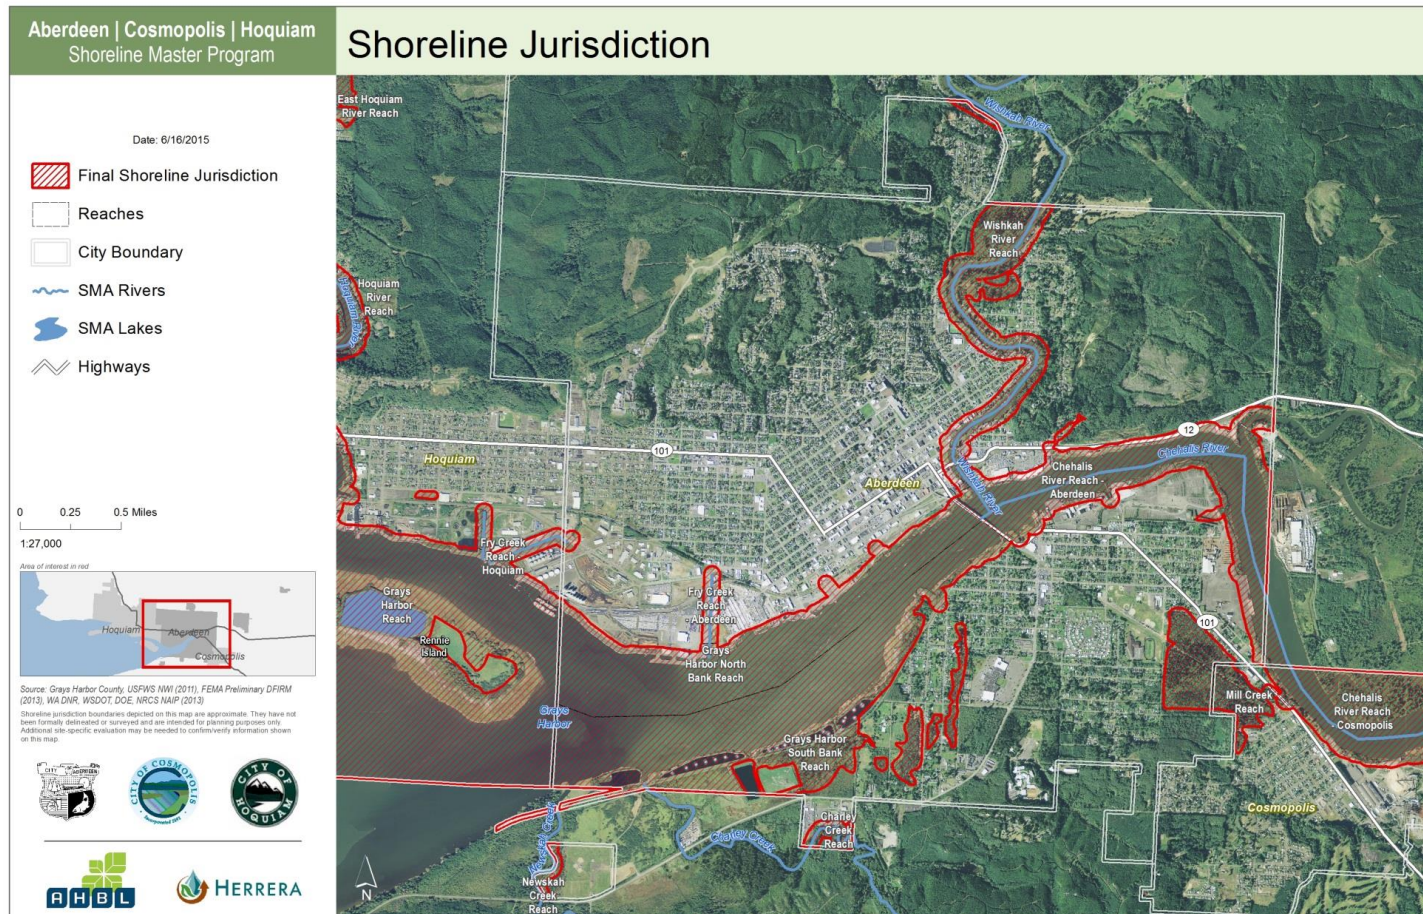 Aberdeen | Cosmopolis | Hoquiam
Shoreline Master Program
Shoreline Jurisdiction
Date: 6/16/2015
Final Shoreline Jurisdiction
Reaches
City Boundary
SMA Rivers
SMA Lakes
Highways
0 0.25 0.5 Miles
1:27,000
Area of interest in red
Hoquiam
Aberdeen
Cosmopolis
Source: Grays Harbor County, USFWS NWI (2011), FEMA Preliminary DFIRM
(2013), WA DNR, WSDOT, DOE, NRCS NAIP (2013)
Shoreline jurisdiction boundaries depicted on this map are approximate. They have not
been formally delineated or surveyed and are intended for planning purposes only.
Additional site-specific evaluation may be needed to confirm/verify information shown
on this map.
CITY OF ABERDEEN
CITY OF COSMOPOLIS
CITY OF
HOQUIAM
AHBL
HERRERA
East Hoquiam
River Reach
Wishkah River
Wishkah
River
Reach
Hoquiam River
Hoquiam
River
Reach
12
101
Hoquiam
Aberdeen
Wishkah River
Chehalis River
Chehalis
River Reach -
Aberdeen
Fry Creek
Reach -
Hoquiam
Grays
Harbor
Reach
Fry Creek
Reach
- Aberdeen
101
Rennie
Island
Grays
Harbor North
Bank Reach
Mill Creek
Reach
Chehalis
River Reach
- Cosmopolis
Grays
Harbor
Grays Harbor
South Bank
Reach
Cosmopolis
Newskah Creek
Charley Creek
Charley
Creek
Reach
Newskah
Creek
Reach
N